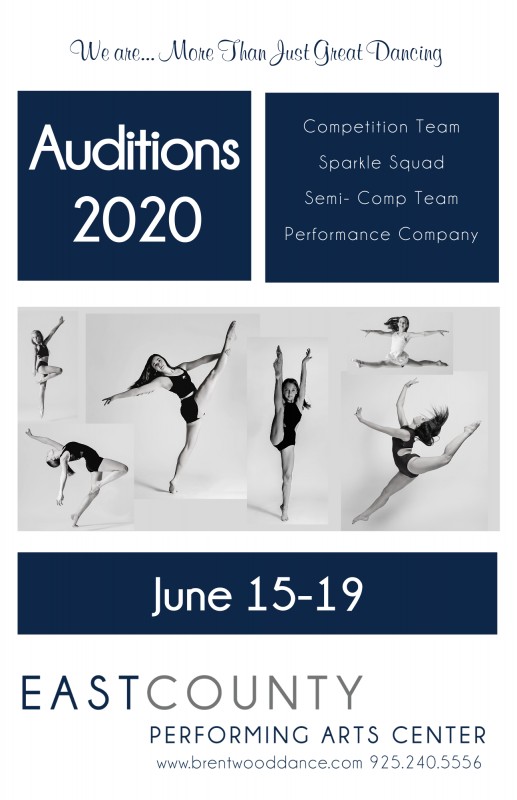 We are... More Than Just Great Dancing
Auditions
2020
Competition Team
Sparkle Squad
Semi- Comp Team
Performance Company
June 15-19
EASTCOUNTY
PERFORMING ARTS CENTER
www.brentwooddance.com 925.240.5556